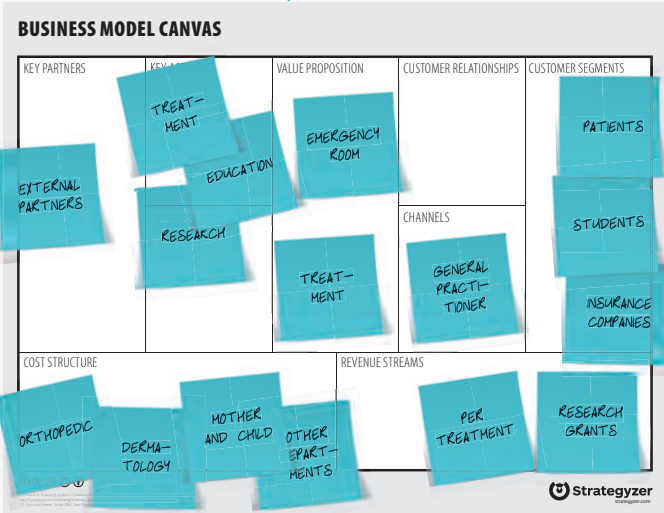 BUSINESS MODEL CANVAS
KEY PARTNERS
EXTERNAL
PARTNERS
KEY
TREAT-
MENT
EDUCATION
RESEARCH
VALUE PROPOSITION
EMERGENCY
ROOM
TREAT-
MENT
CUSTOMER RELATIONSHIPS
CHANNELS
GENERAL
PRACTI-
TIONER
CUSTOMER SEGMENTS
PATIENTS
STUDENTS
INSURANCE
COMPANIES
COST STRUCTURE
ORTHOPEDIC
DERMA-
TOLOGY
MOTHER
AND CHILD
OTHER
EPART-
MENTS
REVENUE STREAMS
PER
TREATMENT
RESEARCH
GRANTS
Strategyzer
strategyzer.com